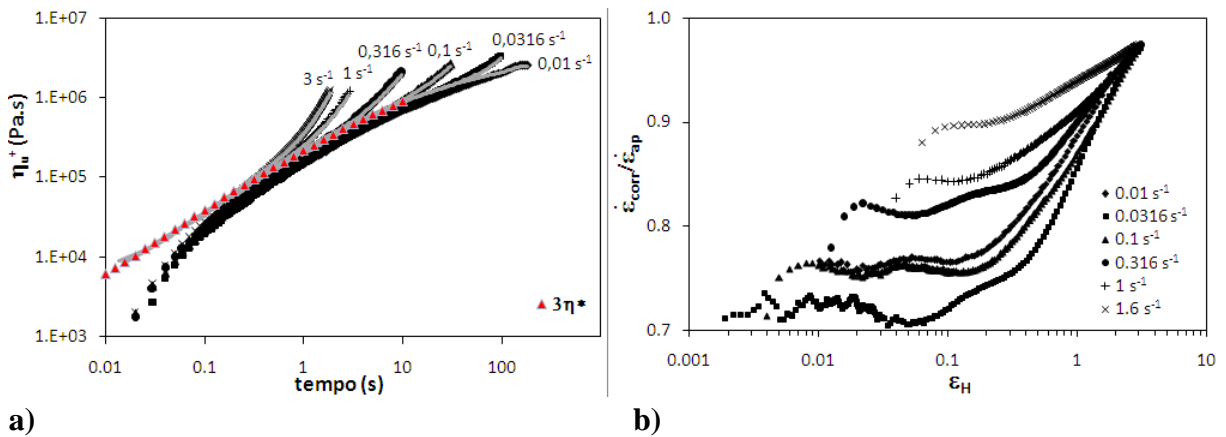 1.E+07
1.E+06
1.E+05
1.E+04
1.E+03
ηᵤ⁺ (Pa.s)
3 s⁻¹
1 s⁻¹
0,316 s⁻¹
0,1 s⁻¹
0,0316 s⁻¹
0,01 s⁻¹
3η*
0.01 0.1 1 10 100
tempo (s)
a)
1.0
0.9
0.8
0.7
ε̇corr/ε̇ap
0.01 s⁻¹
0.0316 s⁻¹
0.1 s⁻¹
0.316 s⁻¹
1 s⁻¹
1.6 s⁻¹
0.001 0.01 0.1 1 10
εH
b)